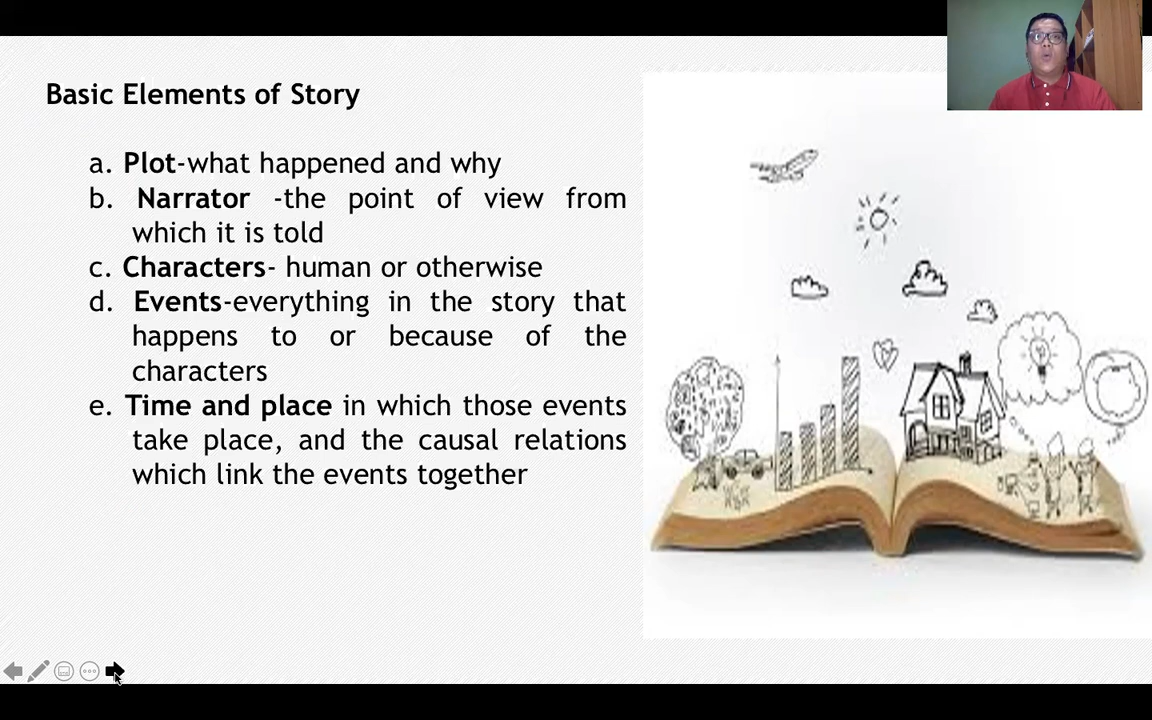 Basic Elements of Story
a. Plot-what happened and why
b. Narrator -the point of view from
which it is told
c. Characters- human or otherwise
d. Events-everything in the story that
happens to or because of the
characters
e. Time and place in which those events
take place, and the causal relations
which link the events together